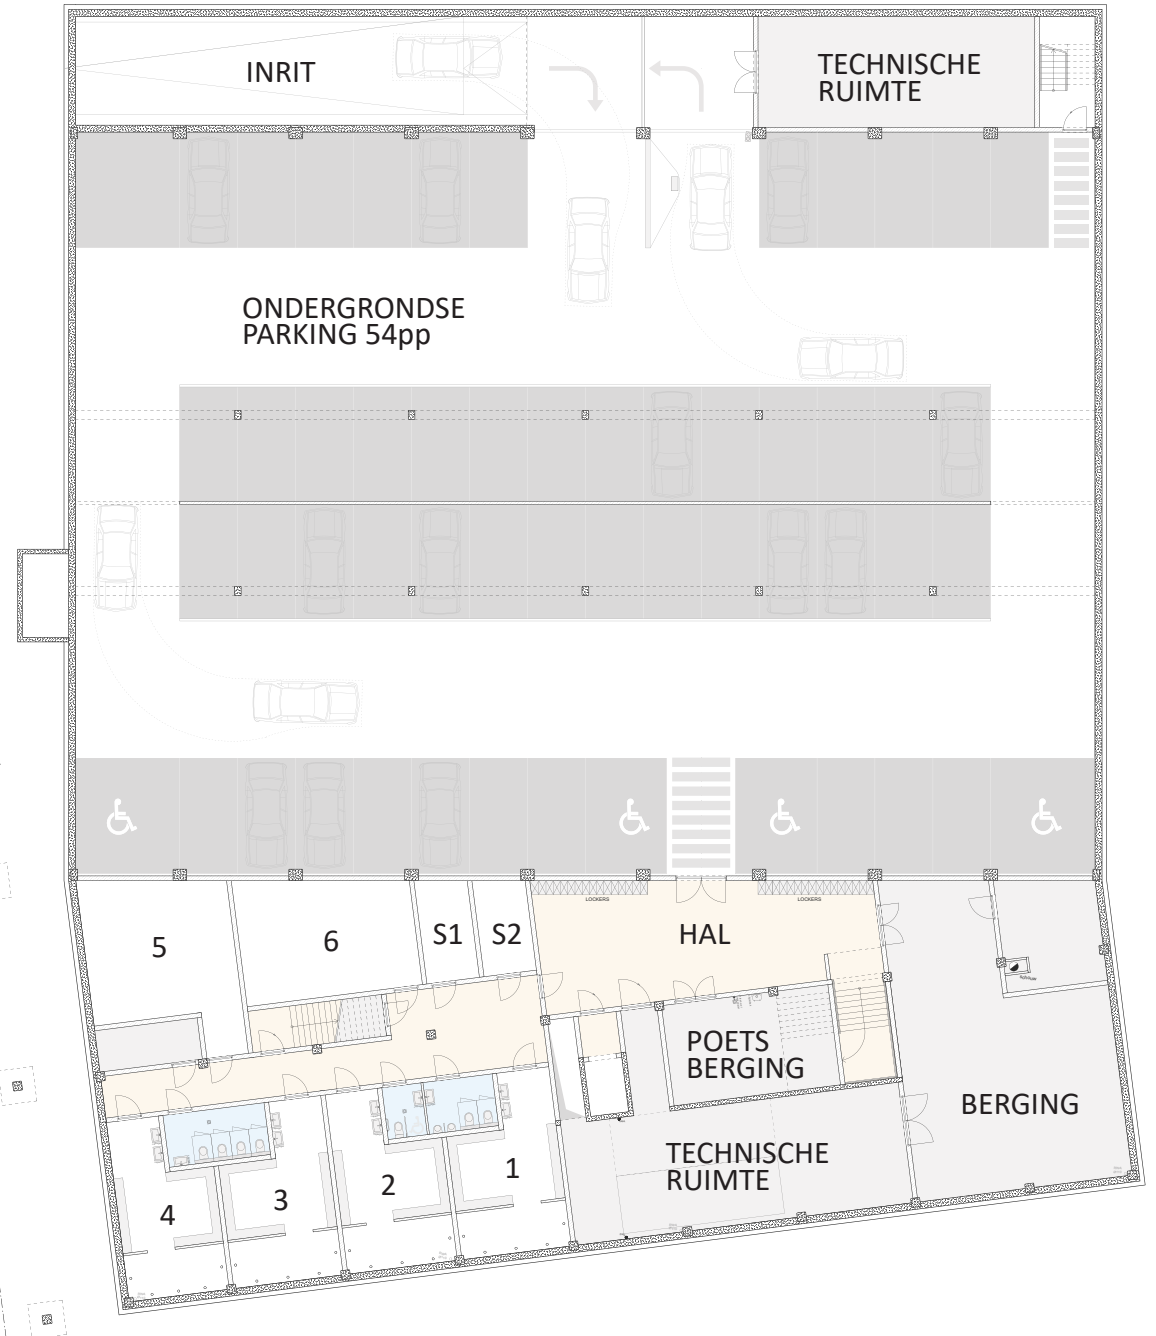 INRIT
TECHNISCHE
RUIMTE
ONDERGRONDSE
PARKING 54pp
LOCKERS
LOCKERS
5
6
S1
S2
HAL
POETS
BERGING
BERGING
TECHNISCHE
RUIMTE
1
2
3
4